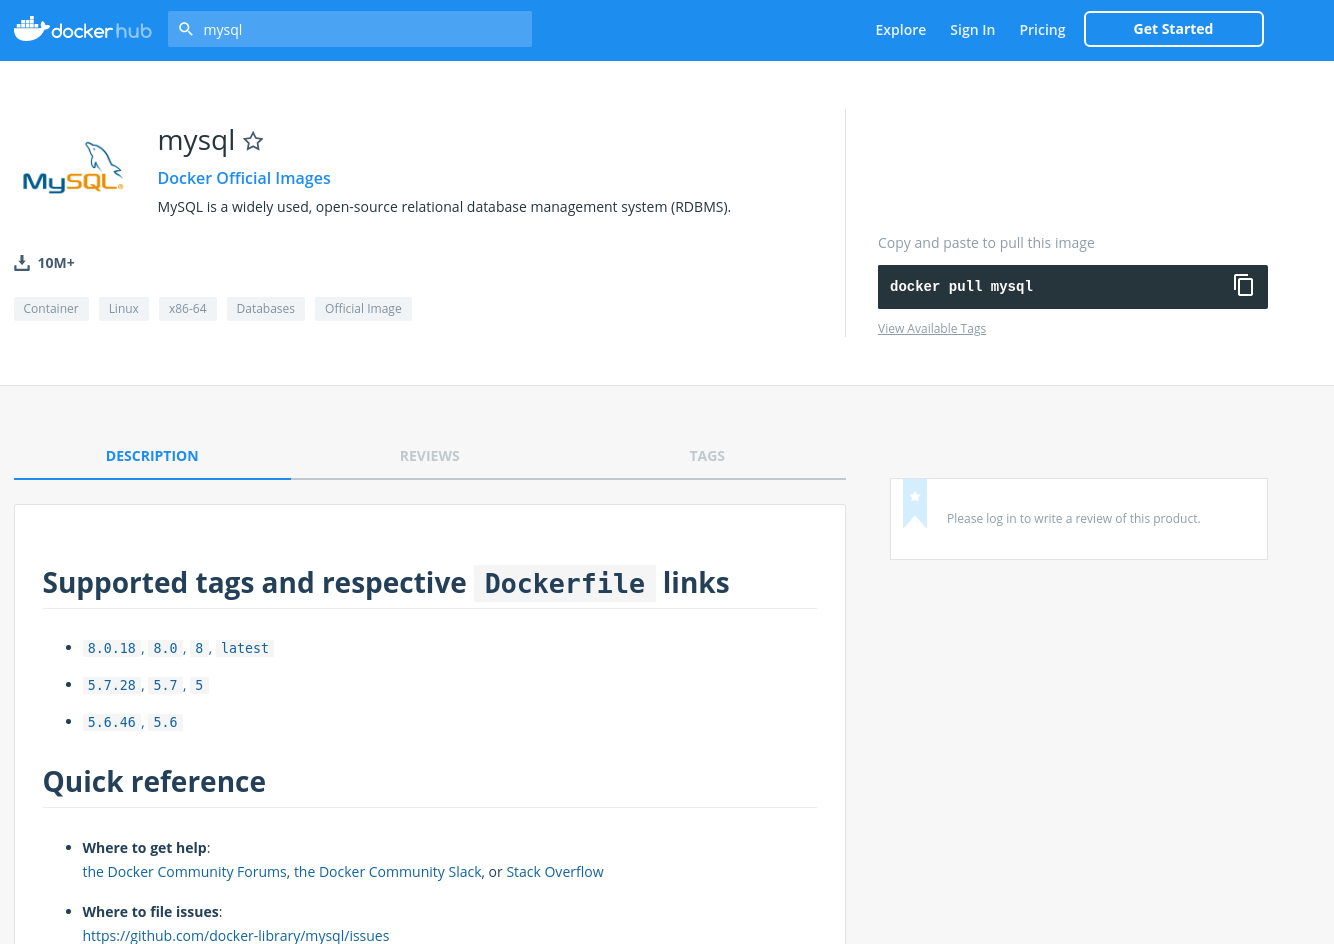 docker hub
mysql
Explore
Sign In
Pricing
Get Started
MySQL®
mysql
Docker Official Images
MySQL is a widely used, open-source relational database management system (RDBMS).
10M+
Container
Linux
x86-64
Databases
Official Image
Copy and paste to pull this image
docker pull mysql
View Available Tags
DESCRIPTION
REVIEWS
TAGS
Please log in to write a review of this product.
Supported tags and respective Dockerfile links
• 8.0.18, 8.0, 8, latest
• 5.7.28, 5.7, 5
• 5.6.46, 5.6
Quick reference
• Where to get help:
the Docker Community Forums, the Docker Community Slack, or Stack Overflow
• Where to file issues:
https://github.com/docker-library/mysql/issues